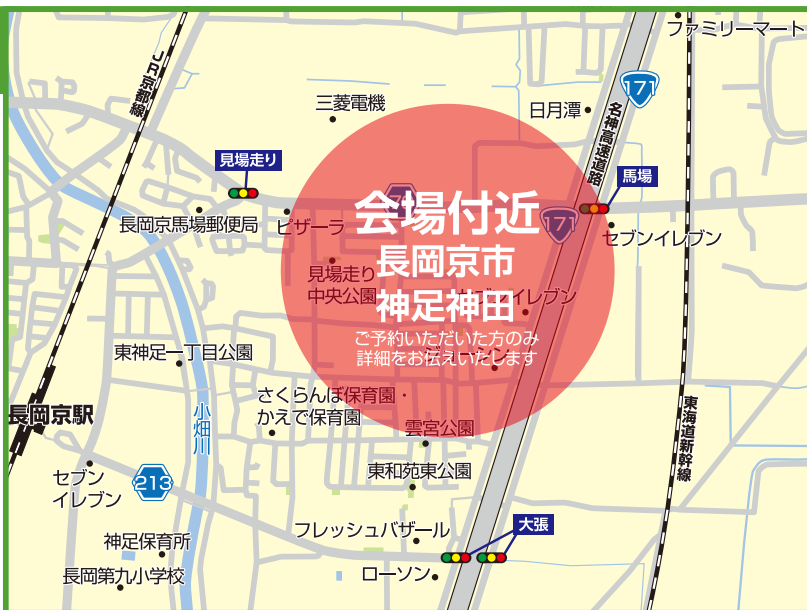 ファミリーマート
JR京都線
171
三菱電機
日月潭
名神高速道路
見場走り
馬場
会場付近
171
長岡京馬場郵便局
ピザーラ
セブンイレブン
長岡京市
見場走り
中央公園
セブンイレブン
神足神田
ご予約いただいた方のみ
詳細をお伝えいたします
東神足一丁目公園
さくらんぼ保育園・
かえで保育園
長岡京駅
小畑川
雲宮公園
東海道新幹線
セブン
イレブン
213
東和苑東公園
フレッシュバザール
大張
神足保育所
ローソン
長岡第九小学校